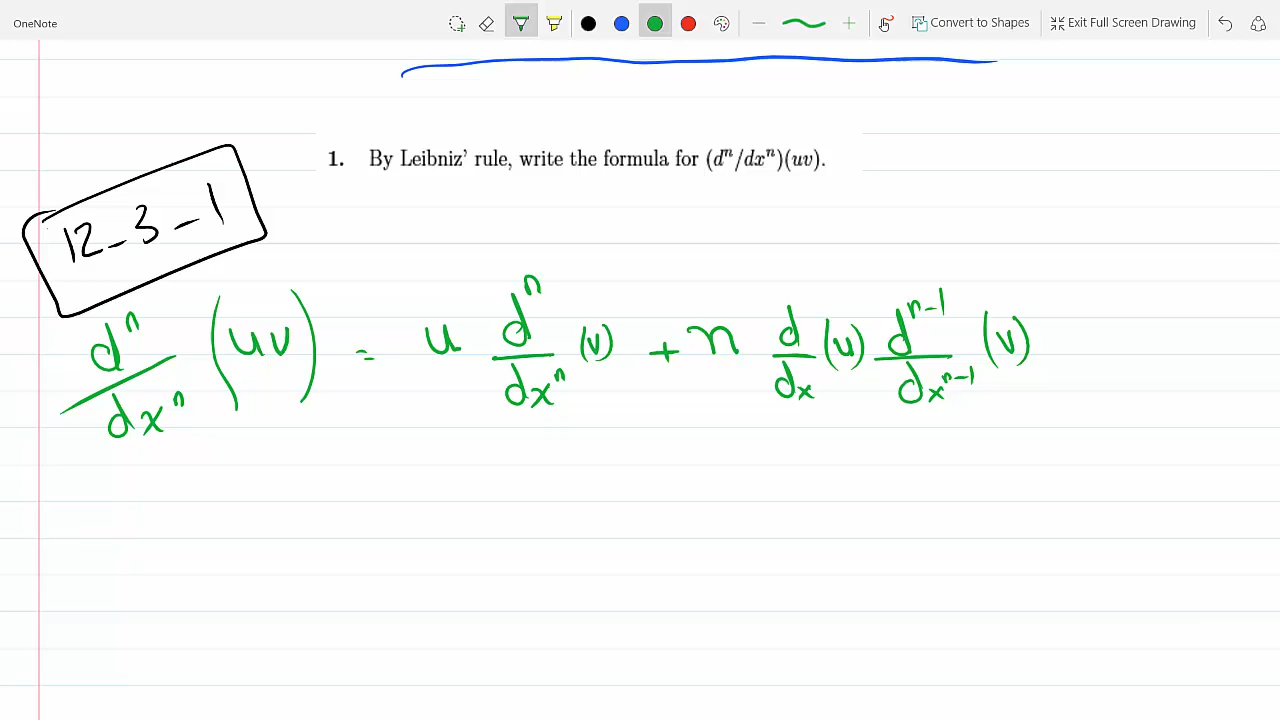 OneNote
Convert to Shapes
Exit Full Screen Drawing
1. By Leibniz' rule, write the formula for (dⁿ/dxⁿ)(uv).
12-3-1
dⁿ/dxⁿ (uv) = u dⁿ/dxⁿ (v) + n d/dx (u) dⁿ⁻¹/dxⁿ⁻¹ (v)